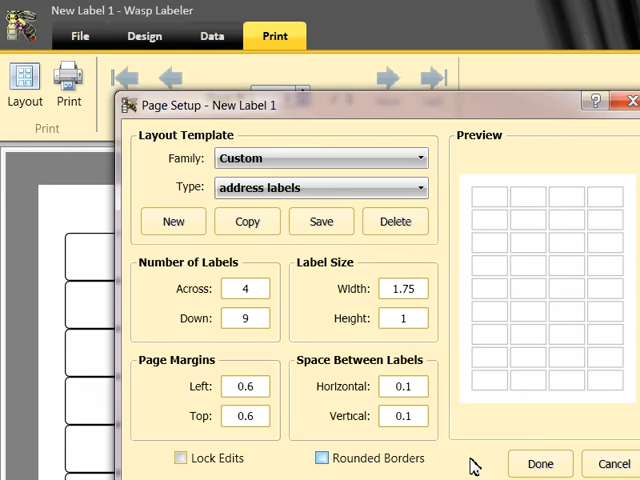 New Label 1 - Wasp Labeler
File Design Data Print
Layout Print
Print
Page Setup - New Label 1
Layout Template
Preview
Family: Custom
Type: address labels
New Copy Save Delete
Number of Labels
Label Size
Across: 4
Width: 1.75
Down: 9
Height: 1
Page Margins
Space Between Labels
Left: 0.6
Horizontal: 0.1
Top: 0.6
Vertical: 0.1
Lock Edits
Rounded Borders
Done Cancel